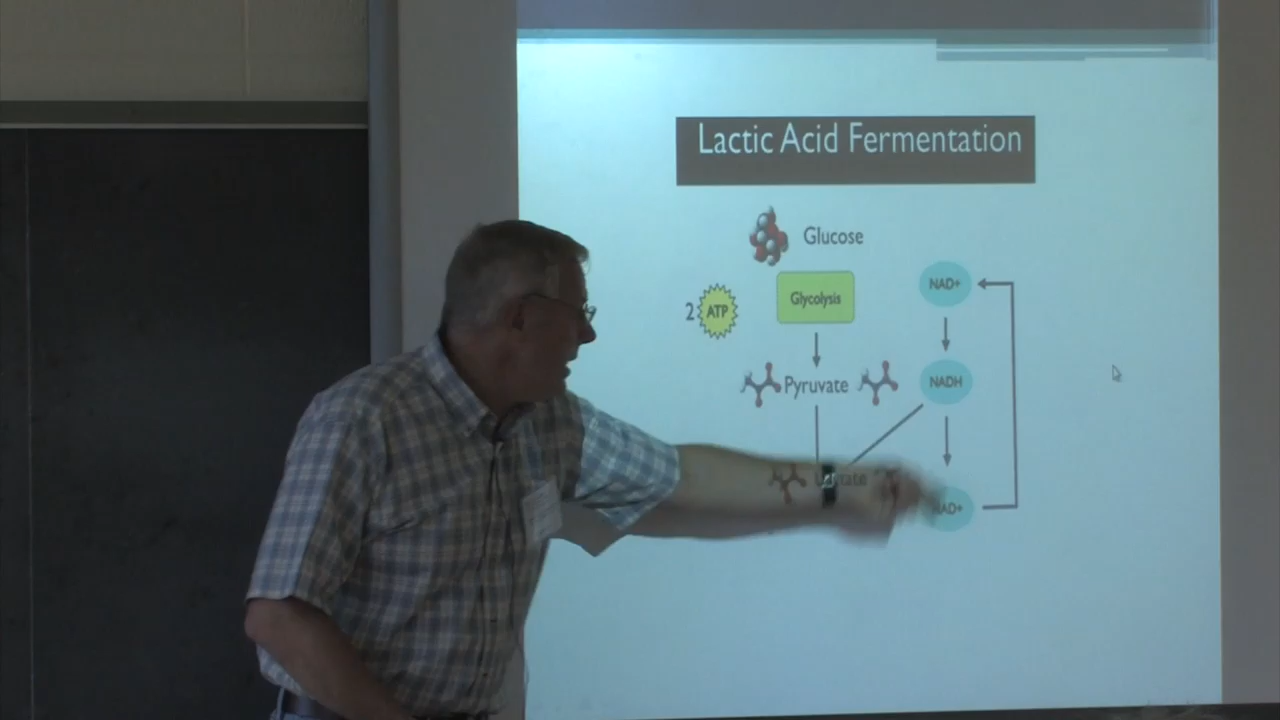 Lactic Acid Fermentation
Glucose
NAD+
Glycolysis
2 ATP
Pyruvate
NADH
NAD+